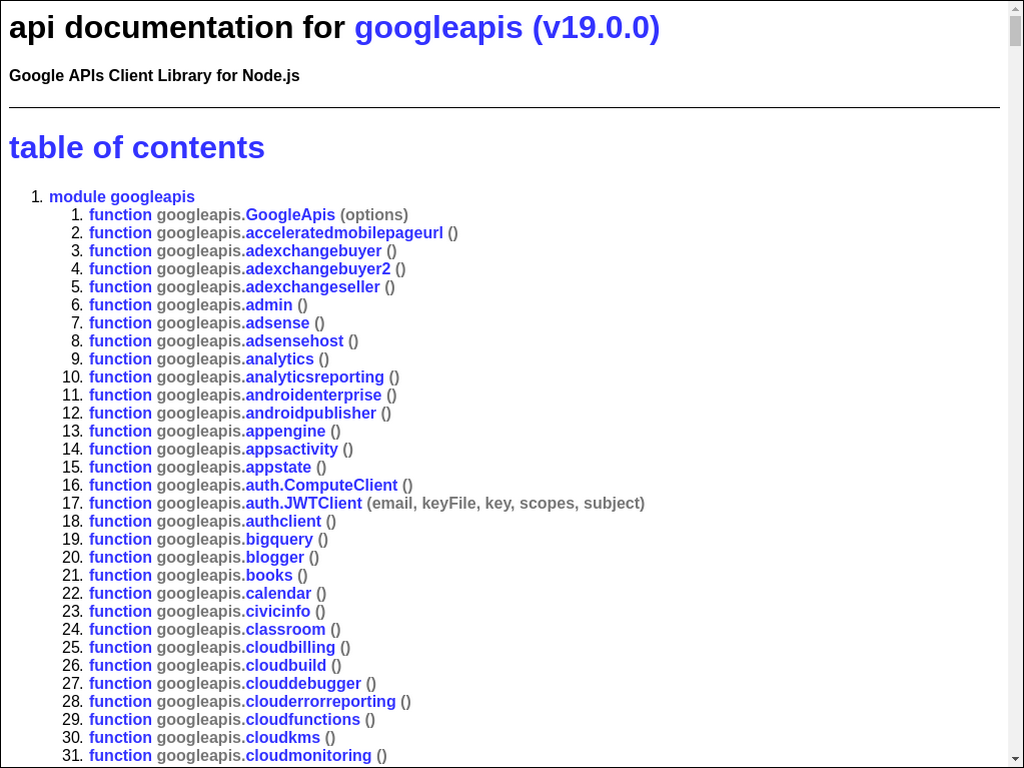 api documentation for googleapis (v19.0.0)
Google APIs Client Library for Node.js
table of contents
1. module googleapis
1. function googleapis.GoogleApis (options)
2. function googleapis.acceleratedmobilepageurl ()
3. function googleapis.adexchangebuyer ()
4. function googleapis.adexchangebuyer2 ()
5. function googleapis.adexchangeseller ()
6. function googleapis.admin ()
7. function googleapis.adsense ()
8. function googleapis.adsensehost ()
9. function googleapis.analytics ()
10. function googleapis.analyticsreporting ()
11. function googleapis.androidenterprise ()
12. function googleapis.androidpublisher ()
13. function googleapis.appengine ()
14. function googleapis.appsactivity ()
15. function googleapis.appstate ()
16. function googleapis.auth.ComputeClient ()
17. function googleapis.auth.JWTClient (email, keyFile, key, scopes, subject)
18. function googleapis.authclient ()
19. function googleapis.bigquery ()
20. function googleapis.blogger ()
21. function googleapis.books ()
22. function googleapis.calendar ()
23. function googleapis.civicinfo ()
24. function googleapis.classroom ()
25. function googleapis.cloudbilling ()
26. function googleapis.cloudbuild ()
27. function googleapis.clouddebugger ()
28. function googleapis.clouderrorreporting ()
29. function googleapis.cloudfunctions ()
30. function googleapis.cloudkms ()
31. function googleapis.cloudmonitoring ()